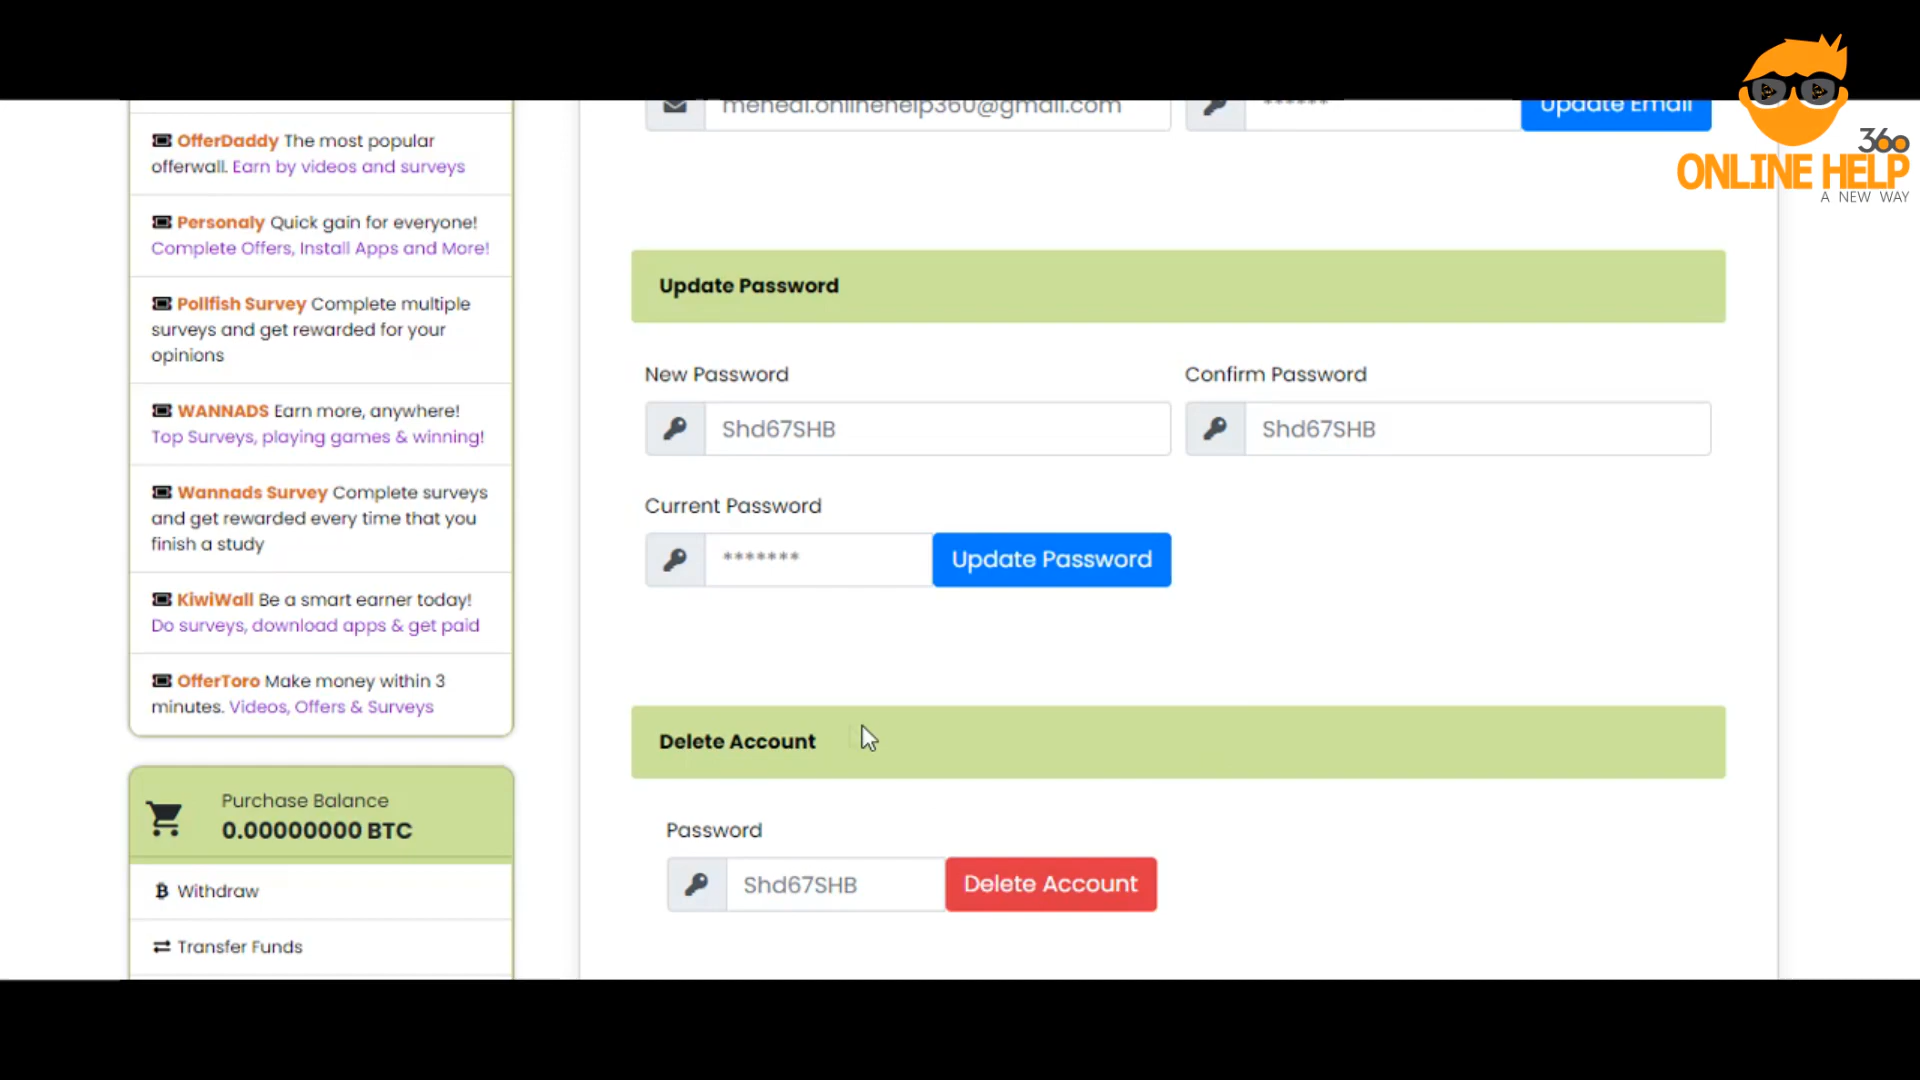 OfferDaddy The most popular
offerwall. Earn by videos and surveys
Personaly Quick gain for everyone!
Complete Offers, Install Apps and More!
Pollfish Survey Complete multiple
surveys and get rewarded for your
opinions
WANNADS Earn more, anywhere!
Top Surveys, playing games & winning!
Wannads Survey Complete surveys
and get rewarded every time that you
finish a study
KiwiWall Be a smart earner today!
Do surveys, download apps & get paid
OfferToro Make money within 3
minutes. Videos, Offers & Surveys
Purchase Balance
0.00000000 BTC
Withdraw
Transfer Funds
menedi.onlinehelp360@gmail.com
******
Update Email
Update Password
New Password
Confirm Password
Shd67SHB
Shd67SHB
Current Password
*******
Update Password
Delete Account
Password
Shd67SHB
Delete Account
360
ONLINE HELP
A NEW WAY